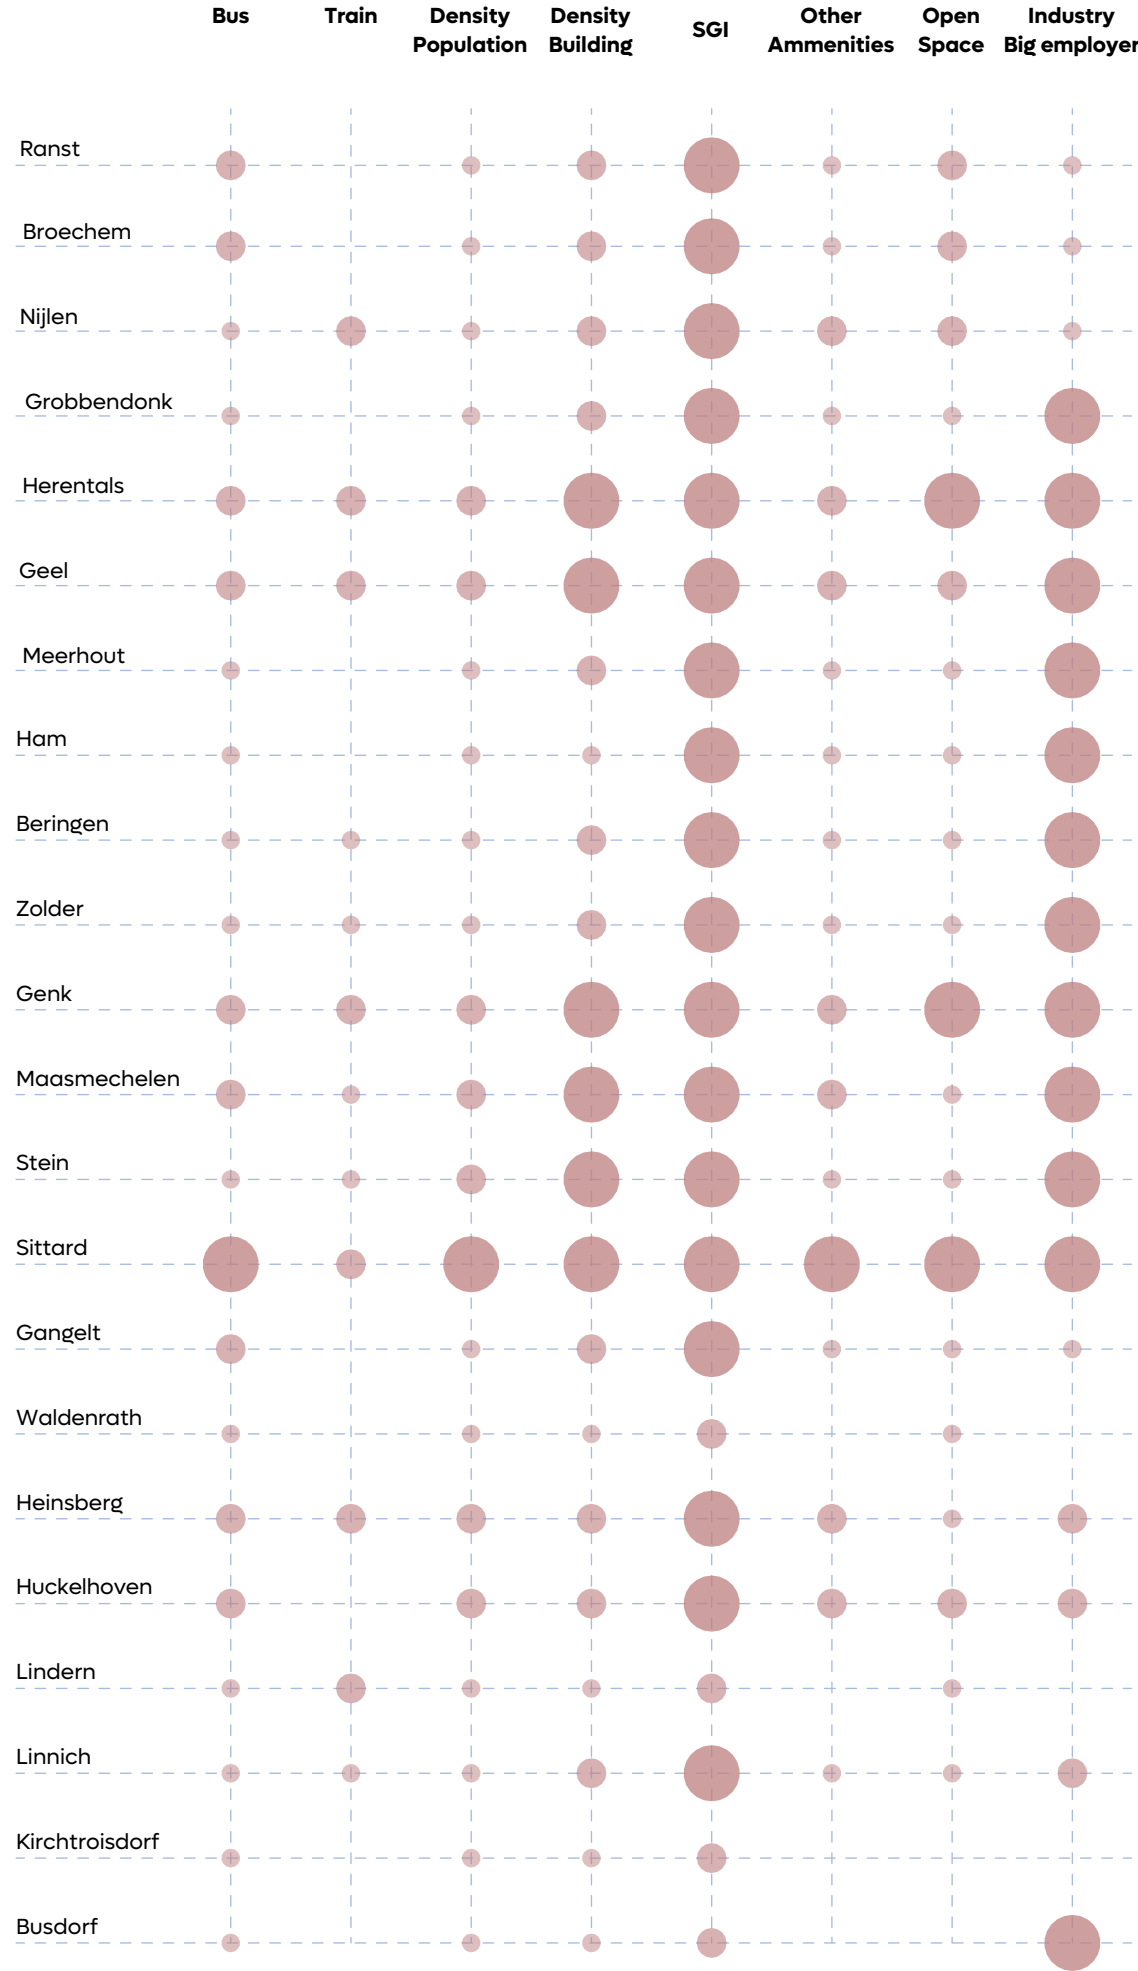 Bus
Train
Density
Population
Density
Building
SGI
Other
Ammenities
Open
Space
Industry
Big employer
Ranst
Broechem
Nijlen
Grobbendonk
Herentals
Geel
Meerhout
Ham
Beringen
Zolder
Genk
Maasmechelen
Stein
Sittard
Gangelt
Waldenrath
Heinsberg
Huckelhoven
Lindern
Linnich
Kirchtroisdorf
Busdorf